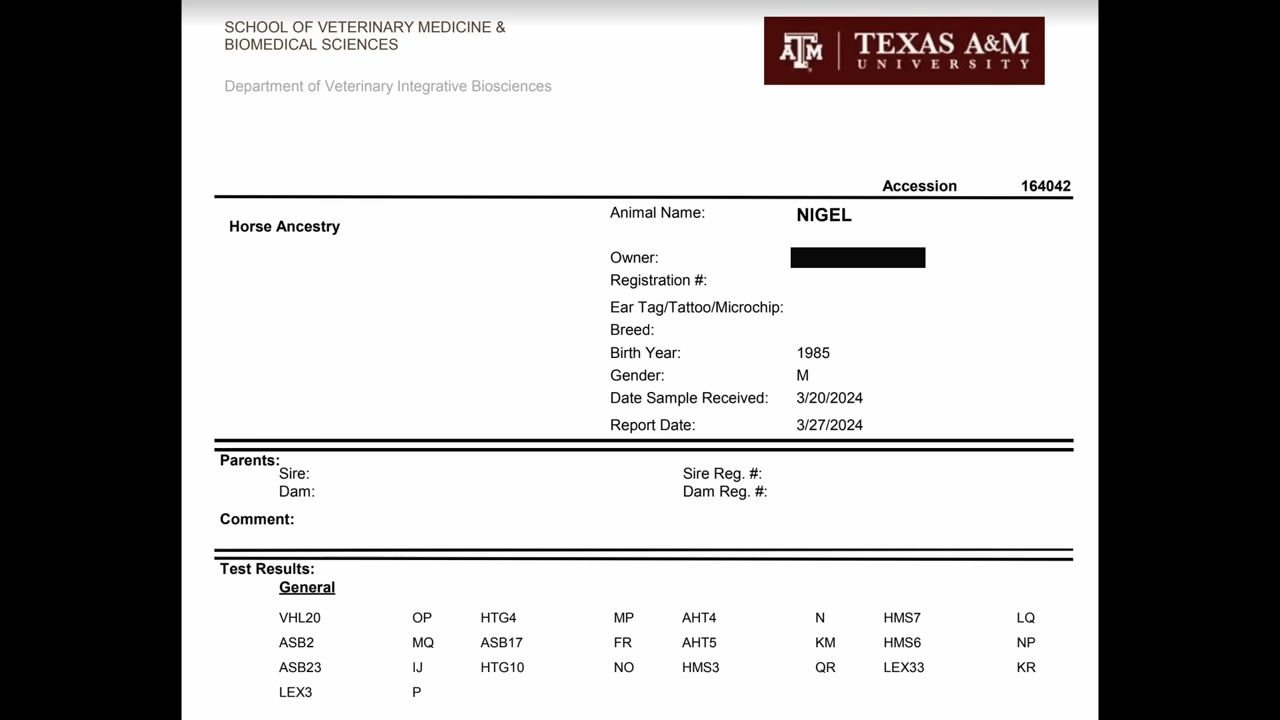 SCHOOL OF VETERINARY MEDICINE &
BIOMEDICAL SCIENCES
Department of Veterinary Integrative Biosciences
ATM
TEXAS A&M
UNIVERSITY
Accession 164042
Horse Ancestry
Animal Name: NIGEL
Owner:
Registration #:
Ear Tag/Tattoo/Microchip:
Breed:
Birth Year: 1985
Gender: M
Date Sample Received: 3/20/2024
Report Date: 3/27/2024
Parents:
Sire: Sire Reg. #:
Dam: Dam Reg. #:
Comment:
Test Results:
General
VHL20 OP HTG4 MP AHT4 N HMS7 LQ
ASB2 MQ ASB17 FR AHT5 KM HMS6 NP
ASB23 IJ HTG10 NO HMS3 QR LEX33 KR
LEX3 P